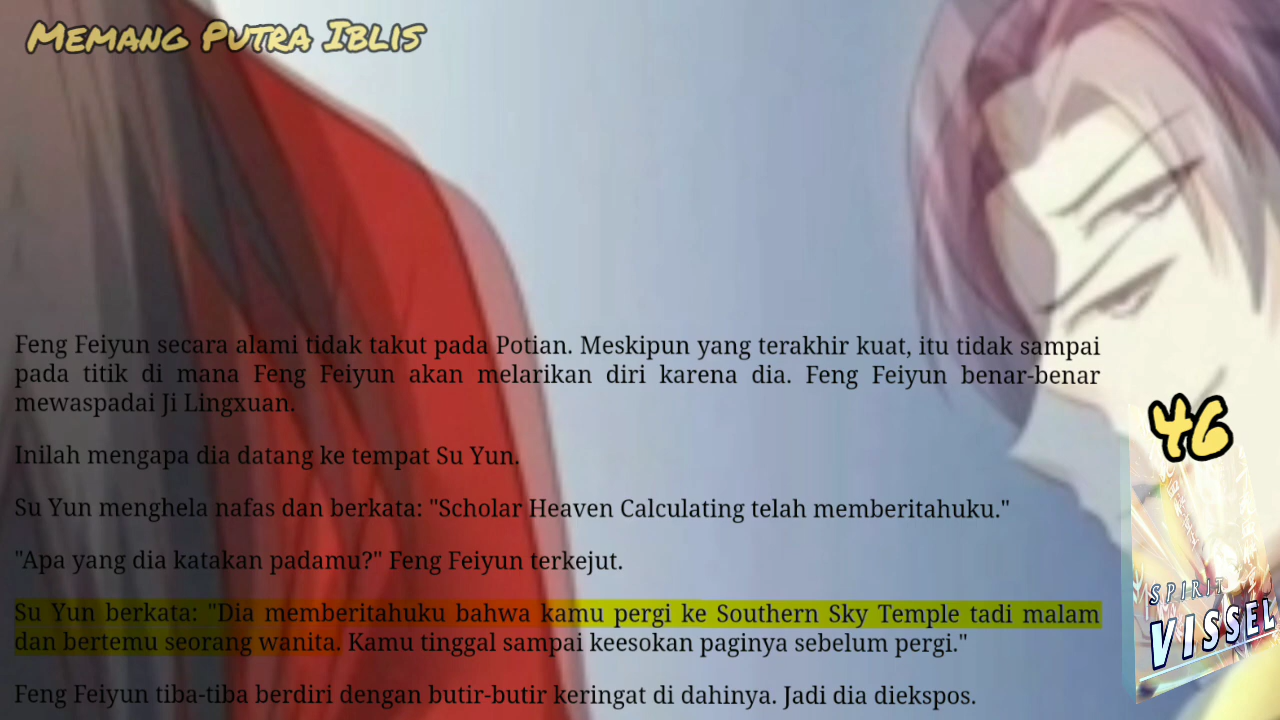 Memang Putra Iblis
Feng Feiyun secara alami tidak takut pada Potian. Meskipun yang terakhir kuat, itu tidak sampai
pada titik di mana Feng Feiyun akan melarikan diri karena dia. Feng Feiyun benar-benar
mewaspadai Ji Lingxuan.
Inilah mengapa dia datang ke tempat Su Yun.
Su Yun menghela nafas dan berkata: "Scholar Heaven Calculating telah memberitahuku."
"Apa yang dia katakan padamu?" Feng Feiyun terkejut.
Su Yun berkata: "Dia memberitahuku bahwa kamu pergi ke Southern Sky Temple tadi malam
dan bertemu seorang wanita. Kamu tinggal sampai keesokan paginya sebelum pergi."
Feng Feiyun tiba-tiba berdiri dengan butir-butir keringat di dahinya. Jadi dia diekspos.
46
SPIRIT
VISSEL